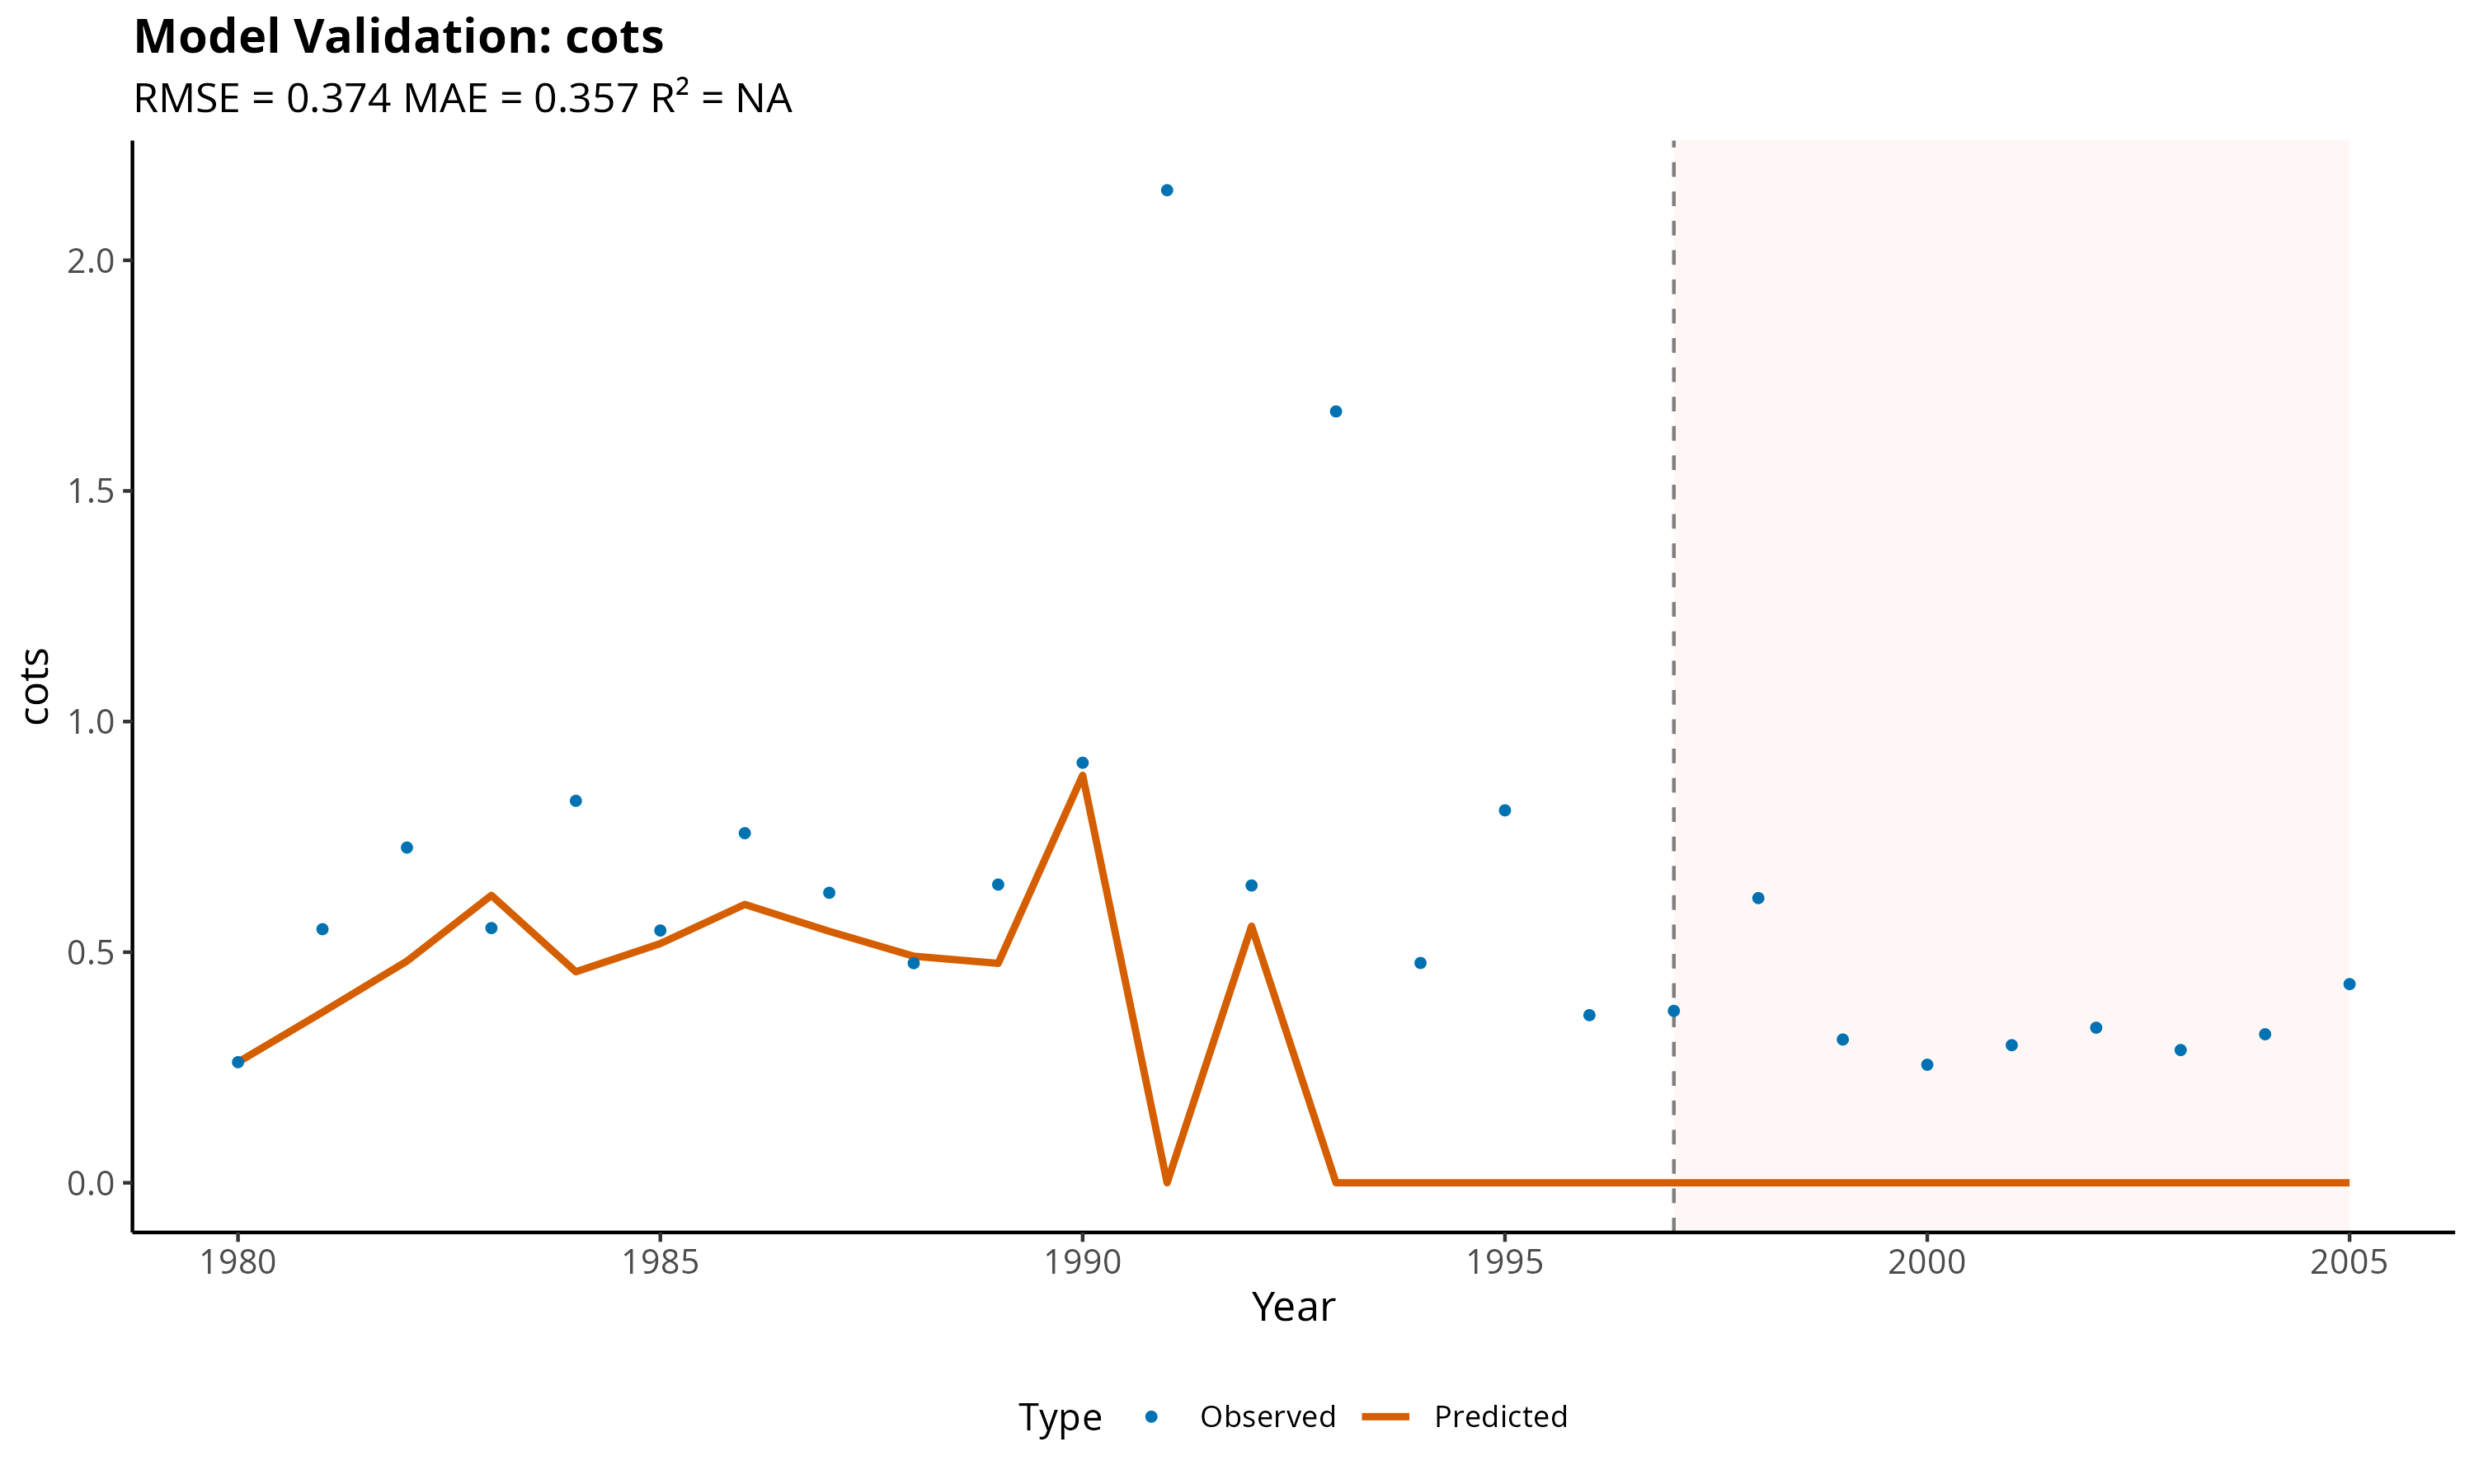 Model Validation: cots
RMSE = 0.374 MAE = 0.357 R² = NA
cots
2.0
1.5
1.0
0.5
0.0
1980 1985 1990 1995 2000 2005
Year
Type Observed Predicted